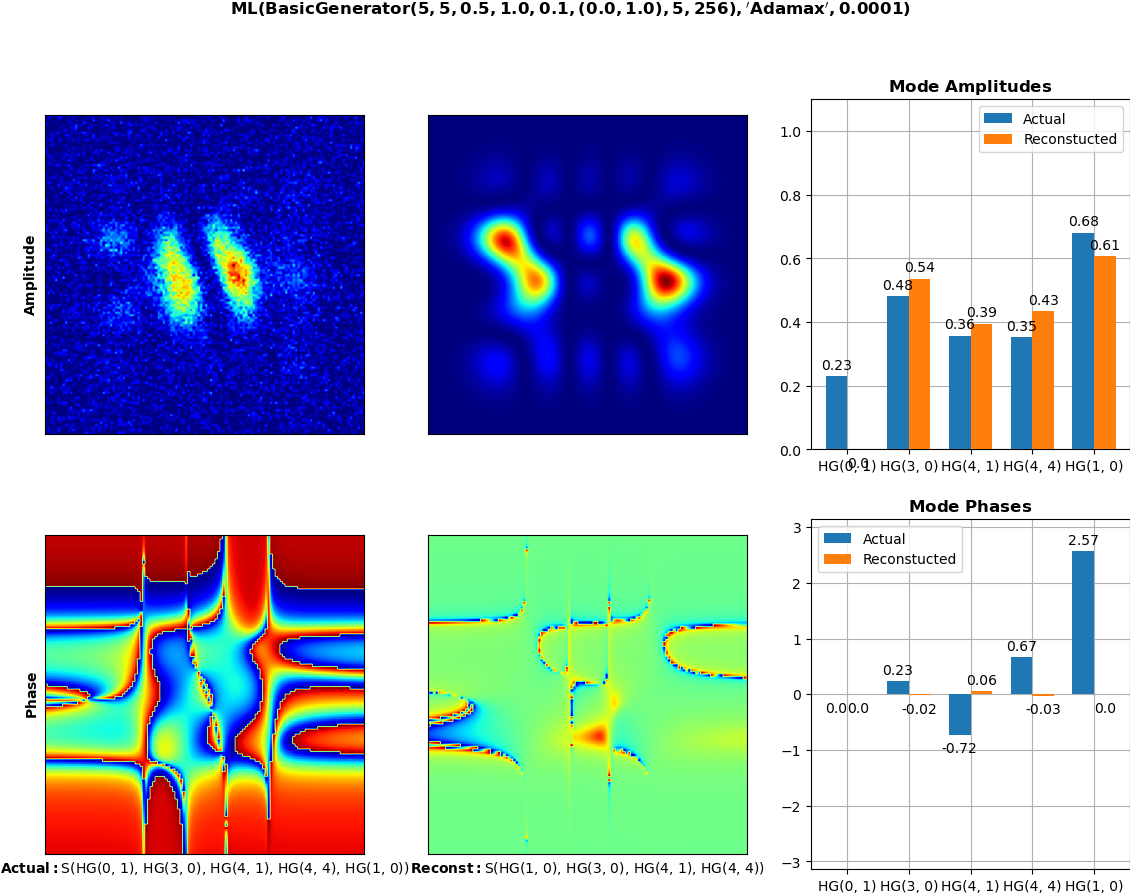 ML(BasicGenerator(5, 5, 0.5, 1.0, 0.1, (0.0, 1.0), 5, 256), ′Adamax′, 0.0001)
Amplitude
Mode Amplitudes
Actual
Reconstucted
1.0
0.8
0.6
0.4
0.2
0.0
0.23
0.0
0.48
0.54
0.36
0.39
0.35
0.43
0.68
0.61
HG(0, 1) HG(3, 0) HG(4, 1) HG(4, 4) HG(1, 0)
Phase
Actual: S(HG(0, 1), HG(3, 0), HG(4, 1), HG(4, 4), HG(1, 0))
Reconst: S(HG(1, 0), HG(3, 0), HG(4, 1), HG(4, 4))
Mode Phases
Actual
Reconstucted
3
2
1
0
−1
−2
−3
0.00
0.0
0.23
-0.02
-0.72
0.06
0.67
-0.03
2.57
0.0
HG(0, 1) HG(3, 0) HG(4, 1) HG(4, 4) HG(1, 0)